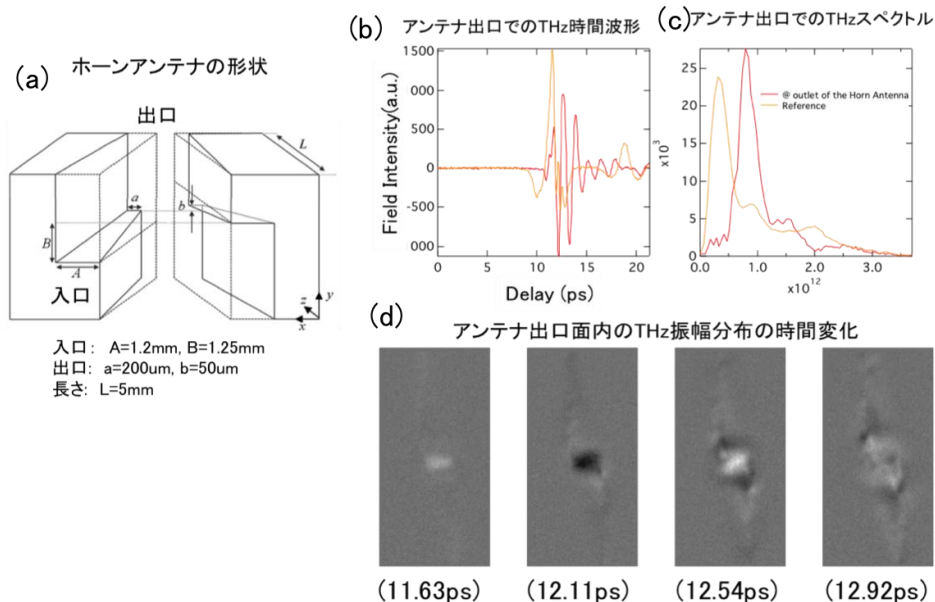 (a)
ホーンアンテナの形状
出口
L
a
b
B
A
入口
y
z
x
入口: A=1.2mm, B=1.25mm
出口: a=200um, b=50um
長さ: L=5mm
(b)
アンテナ出口でのTHz時間波形
1500
000
500
0
-500
000
Field Intensity(a.u.)
0 5 10 15 20
Delay (ps)
(c)
アンテナ出口でのTHzスペクトル
25
20
15
10
5
0
x10³
@ outlet of the Horn Antenna
Reference
0.0 1.0 2.0 3.0
x10¹²
(d)
アンテナ出口面内のTHz振幅分布の時間変化
(11.63ps) (12.11ps) (12.54ps) (12.92ps)